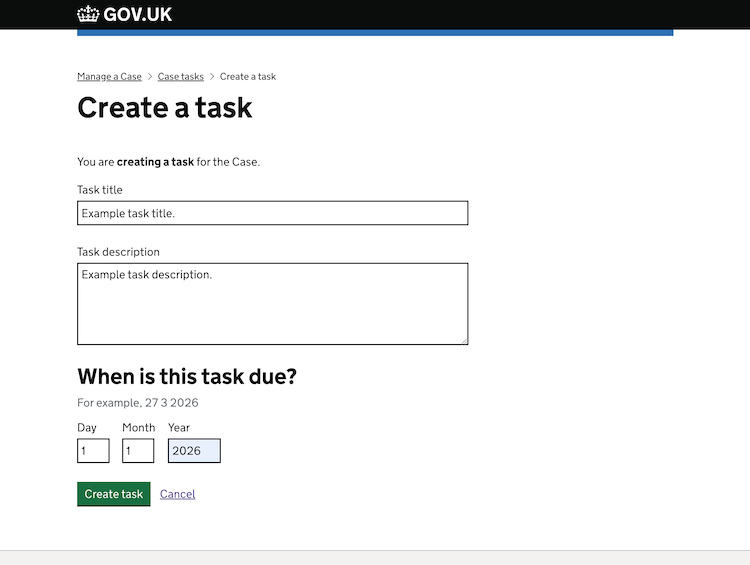 GOV.UK
Manage a Case > Case tasks > Create a task
Create a task
You are creating a task for the Case.
Task title
Example task title.
Task description
Example task description.
When is this task due?
For example, 27 3 2026
Day Month Year
1 1 2026
Create task Cancel